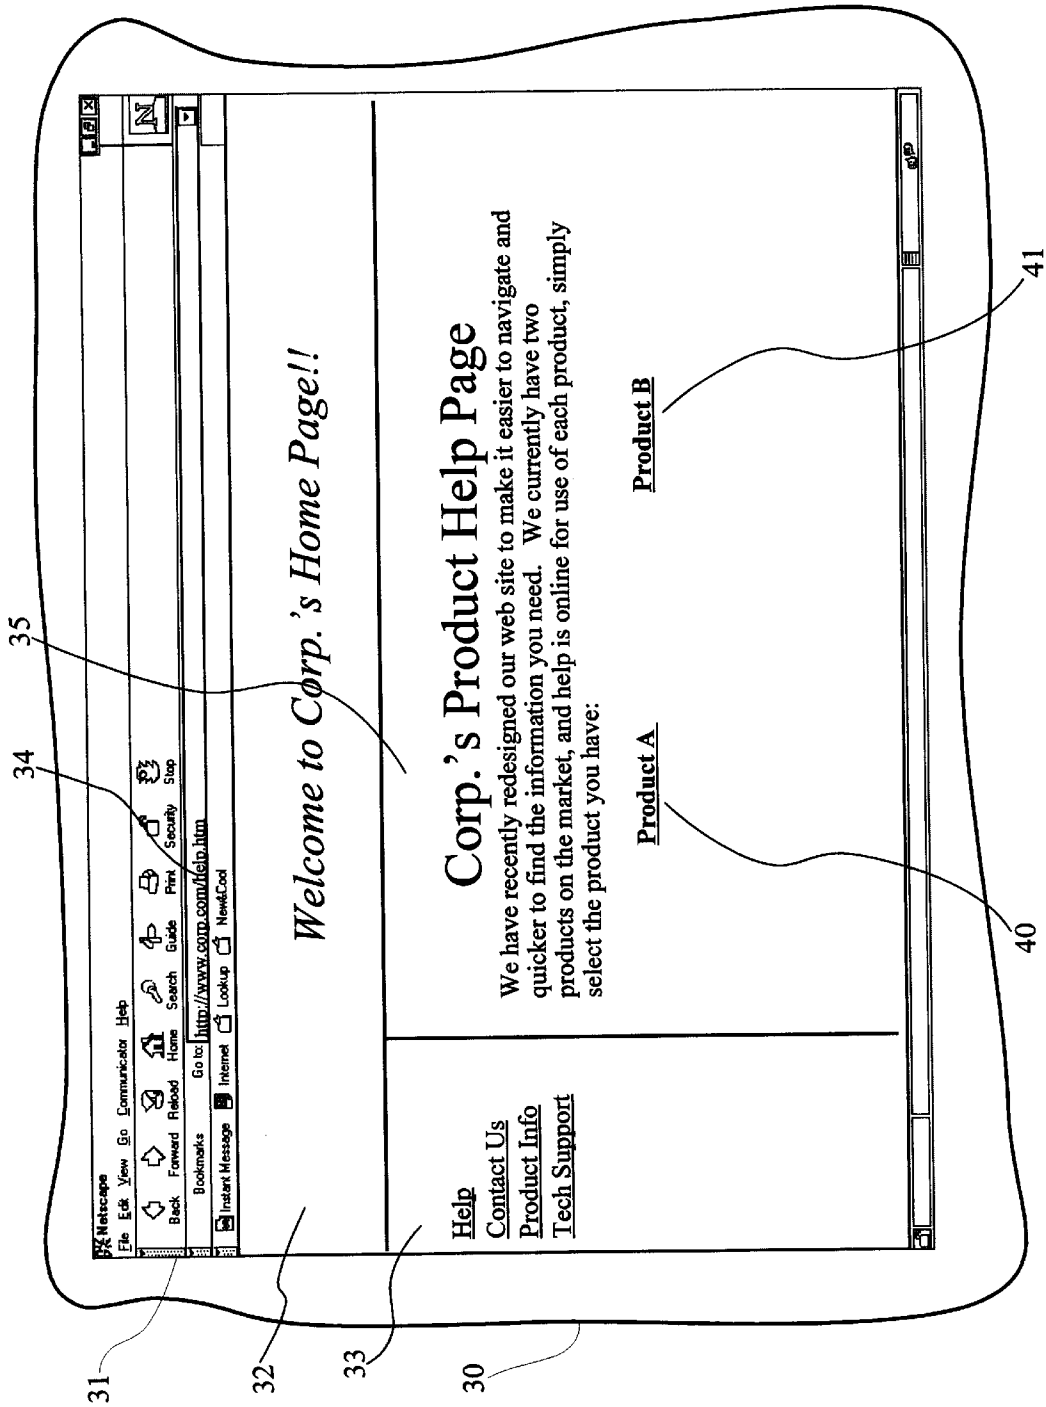 Netscape
File Edit View Go Communicator Help
N
Back Forward Reload Home Search Guide Print Security Stop
Bookmarks Go to: http://www.corp.com/help.htm
Instant Message Internet Lookup New&Cool
Welcome to Corp.'s Home Page!!
Help
Contact Us
Product Info
Tech Support
Corp.'s Product Help Page
We have recently redesigned our web site to make it easier to navigate and
quicker to find the information you need. We currently have two
products on the market, and help is online for use of each product, simply
select the product you have:
Product A Product B
31
32
33
30
34
35
40
41